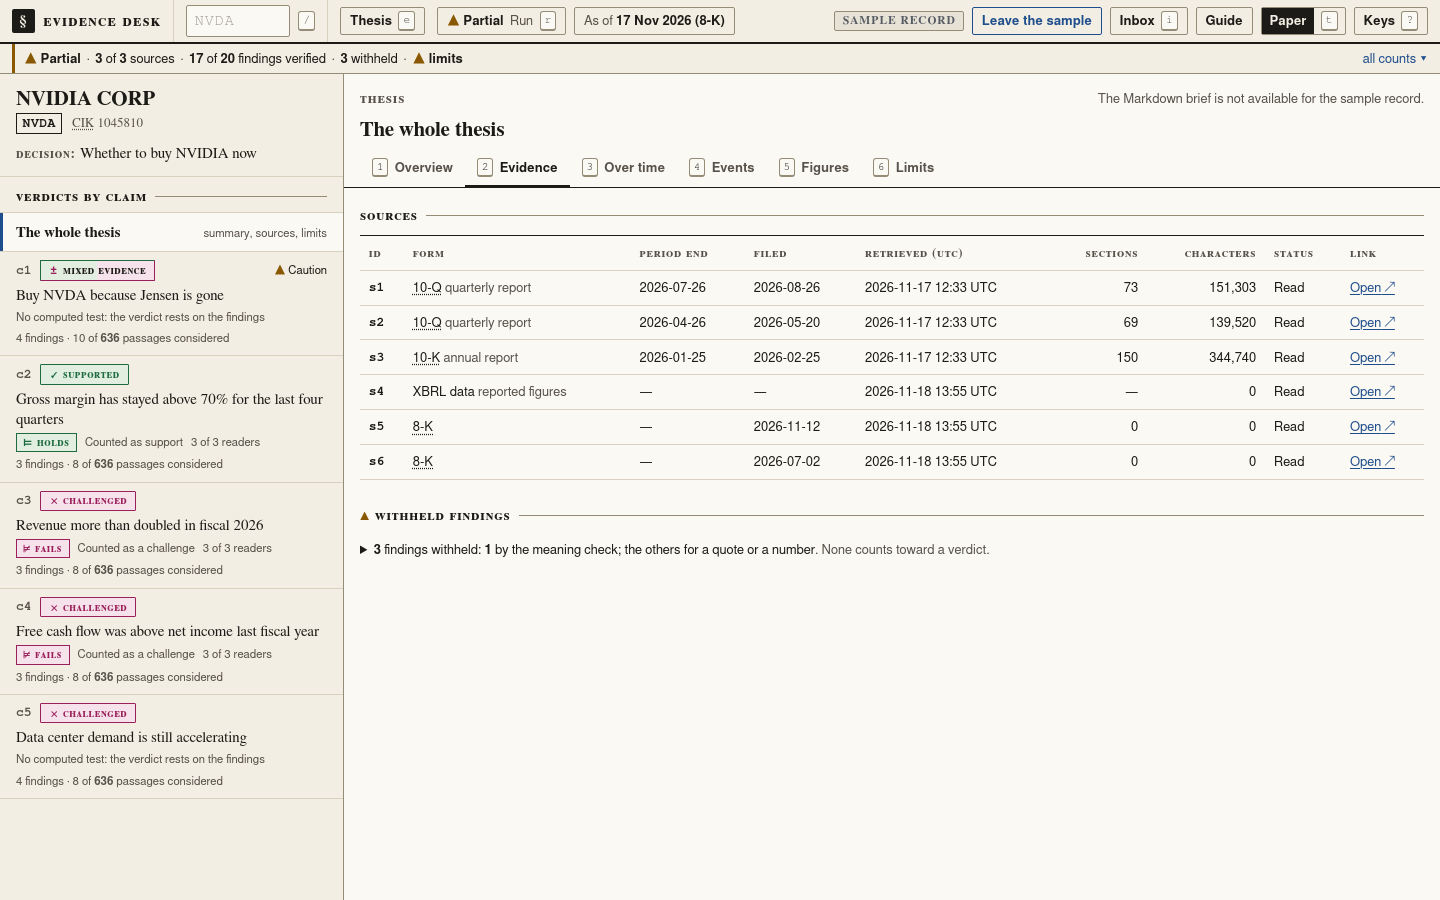 § EVIDENCE DESK NVDA / Thesis e ▲ Partial Run r As of 17 Nov 2026 (8-K) SAMPLE RECORD Leave the sample Inbox i Guide Paper t Keys ?
▲ Partial · 3 of 3 sources · 17 of 20 findings verified · 3 withheld · ▲ limits all counts ▾
NVIDIA CORP
NVDA CIK 1045810
DECISION: Whether to buy NVIDIA now
VERDICTS BY CLAIM
The whole thesis summary, sources, limits
c1 ± MIXED EVIDENCE ▲ Caution
Buy NVDA because Jensen is gone
No computed test: the verdict rests on the findings
4 findings · 10 of 636 passages considered
c2 ✓ SUPPORTED
Gross margin has stayed above 70% for the last four
quarters
⊨ HOLDS Counted as support 3 of 3 readers
3 findings · 8 of 636 passages considered
c3 × CHALLENGED
Revenue more than doubled in fiscal 2026
⊭ FAILS Counted as a challenge 3 of 3 readers
3 findings · 8 of 636 passages considered
c4 × CHALLENGED
Free cash flow was above net income last fiscal year
⊭ FAILS Counted as a challenge 3 of 3 readers
3 findings · 8 of 636 passages considered
c5 × CHALLENGED
Data center demand is still accelerating
No computed test: the verdict rests on the findings
4 findings · 8 of 636 passages considered
THESIS The Markdown brief is not available for the sample record.
The whole thesis
1 Overview 2 Evidence 3 Over time 4 Events 5 Figures 6 Limits
SOURCES
ID FORM PERIOD END FILED RETRIEVED (UTC) SECTIONS CHARACTERS STATUS LINK
s1 10-Q quarterly report 2026-07-26 2026-08-26 2026-11-17 12:33 UTC 73 151,303 Read Open ↗
s2 10-Q quarterly report 2026-04-26 2026-05-20 2026-11-17 12:33 UTC 69 139,520 Read Open ↗
s3 10-K annual report 2026-01-25 2026-02-25 2026-11-17 12:33 UTC 150 344,740 Read Open ↗
s4 XBRL data reported figures — — 2026-11-18 13:55 UTC — 0 Read Open ↗
s5 8-K — 2026-11-12 2026-11-18 13:55 UTC 0 0 Read Open ↗
s6 8-K — 2026-07-02 2026-11-18 13:55 UTC 0 0 Read Open ↗
▲ WITHHELD FINDINGS
▶ 3 findings withheld: 1 by the meaning check; the others for a quote or a number. None counts toward a verdict.